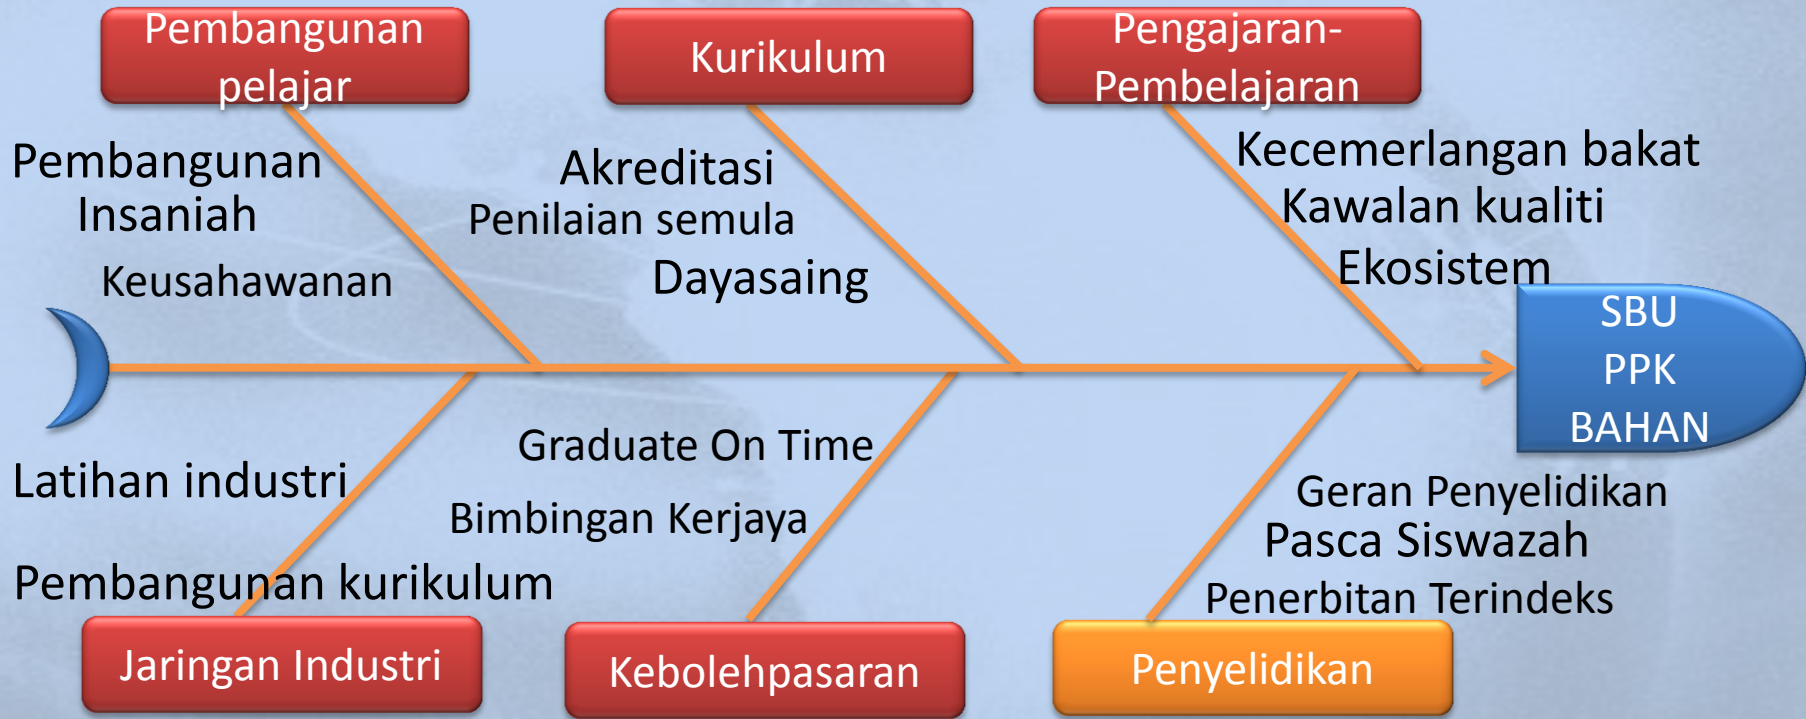 Pembangunan
pelajar
Kurikulum
Pengajaran-
Pembelajaran
Pembangunan
Insaniah
Keusahawanan
Akreditasi
Penilaian semula
Dayasaing
Kecemerlangan bakat
Kawalan kualiti
Ekosistem
SBU
PPK
BAHAN
Latihan industri
Pembangunan kurikulum
Graduate On Time
Bimbingan Kerjaya
Geran Penyelidikan
Pasca Siswazah
Penerbitan Terindeks
Jaringan Industri
Kebolehpasaran
Penyelidikan